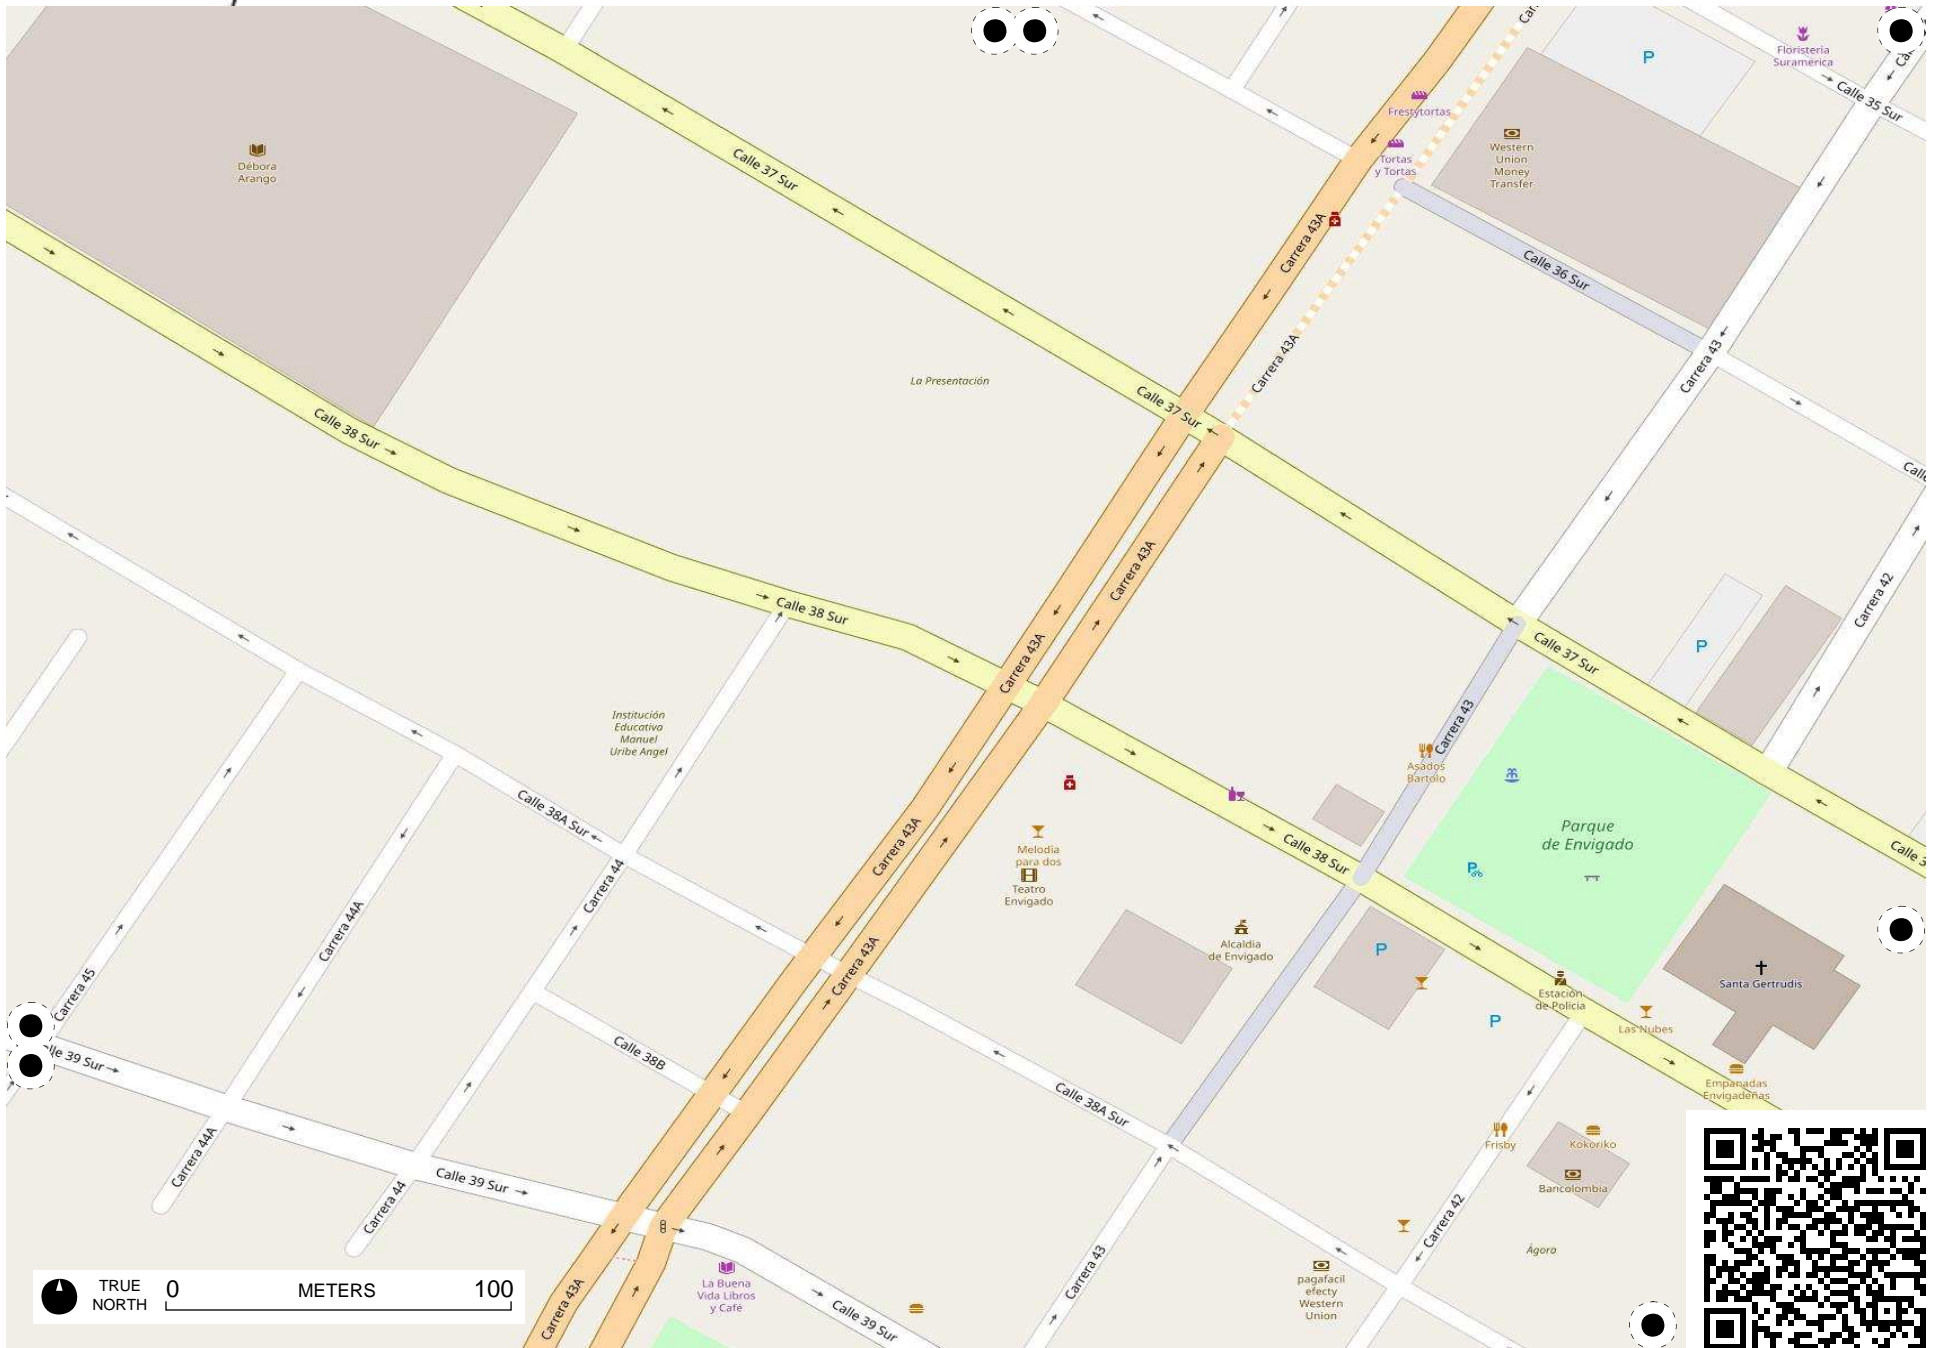 Floristería
Suramerica
Calle 35 Sur
Frestytortas
Tortas
y Tortas
Western
Union
Money
Transfer
Débora
Arango
Calle 37 Sur
Carrera 43A
Calle 36 Sur
Carrera 43A
Carrera 43
La Presentación
Calle 37 Sur
Calle 38 Sur
Carrera 43A
Carrera 42
Calle 38 Sur
Calle 37 Sur
Carrera 43A
Carrera 43
Institución
Educativa
Manuel
Uribe Angel
Asados
Bartolo
Calle 38A Sur
Carrera 43A
Parque
de Envigado
Calle 38 Sur
Melodía
para dos
Teatro
Envigado
Carrera 44
Carrera 44A
Alcaldia
de Envigado
Carrera 43A
Carrera 45
Santa Gertrudis
Estación
de Policia
Las Nubes
Calle 38B
39 Sur
Empanadas
Envigadeñas
Calle 38A Sur
Frisby
Kokoriko
Bancolombia
Carrera 44A
Calle 39 Sur
Carrera 44
Carrera 42
Ágora
Carrera 43
pagafacil
efecty
Western
Union
La Buena
Vida Libros
y Café
Carrera 43A
Calle 39 Sur
TRUE
NORTH
0 METERS 100
P
P
P
P
P